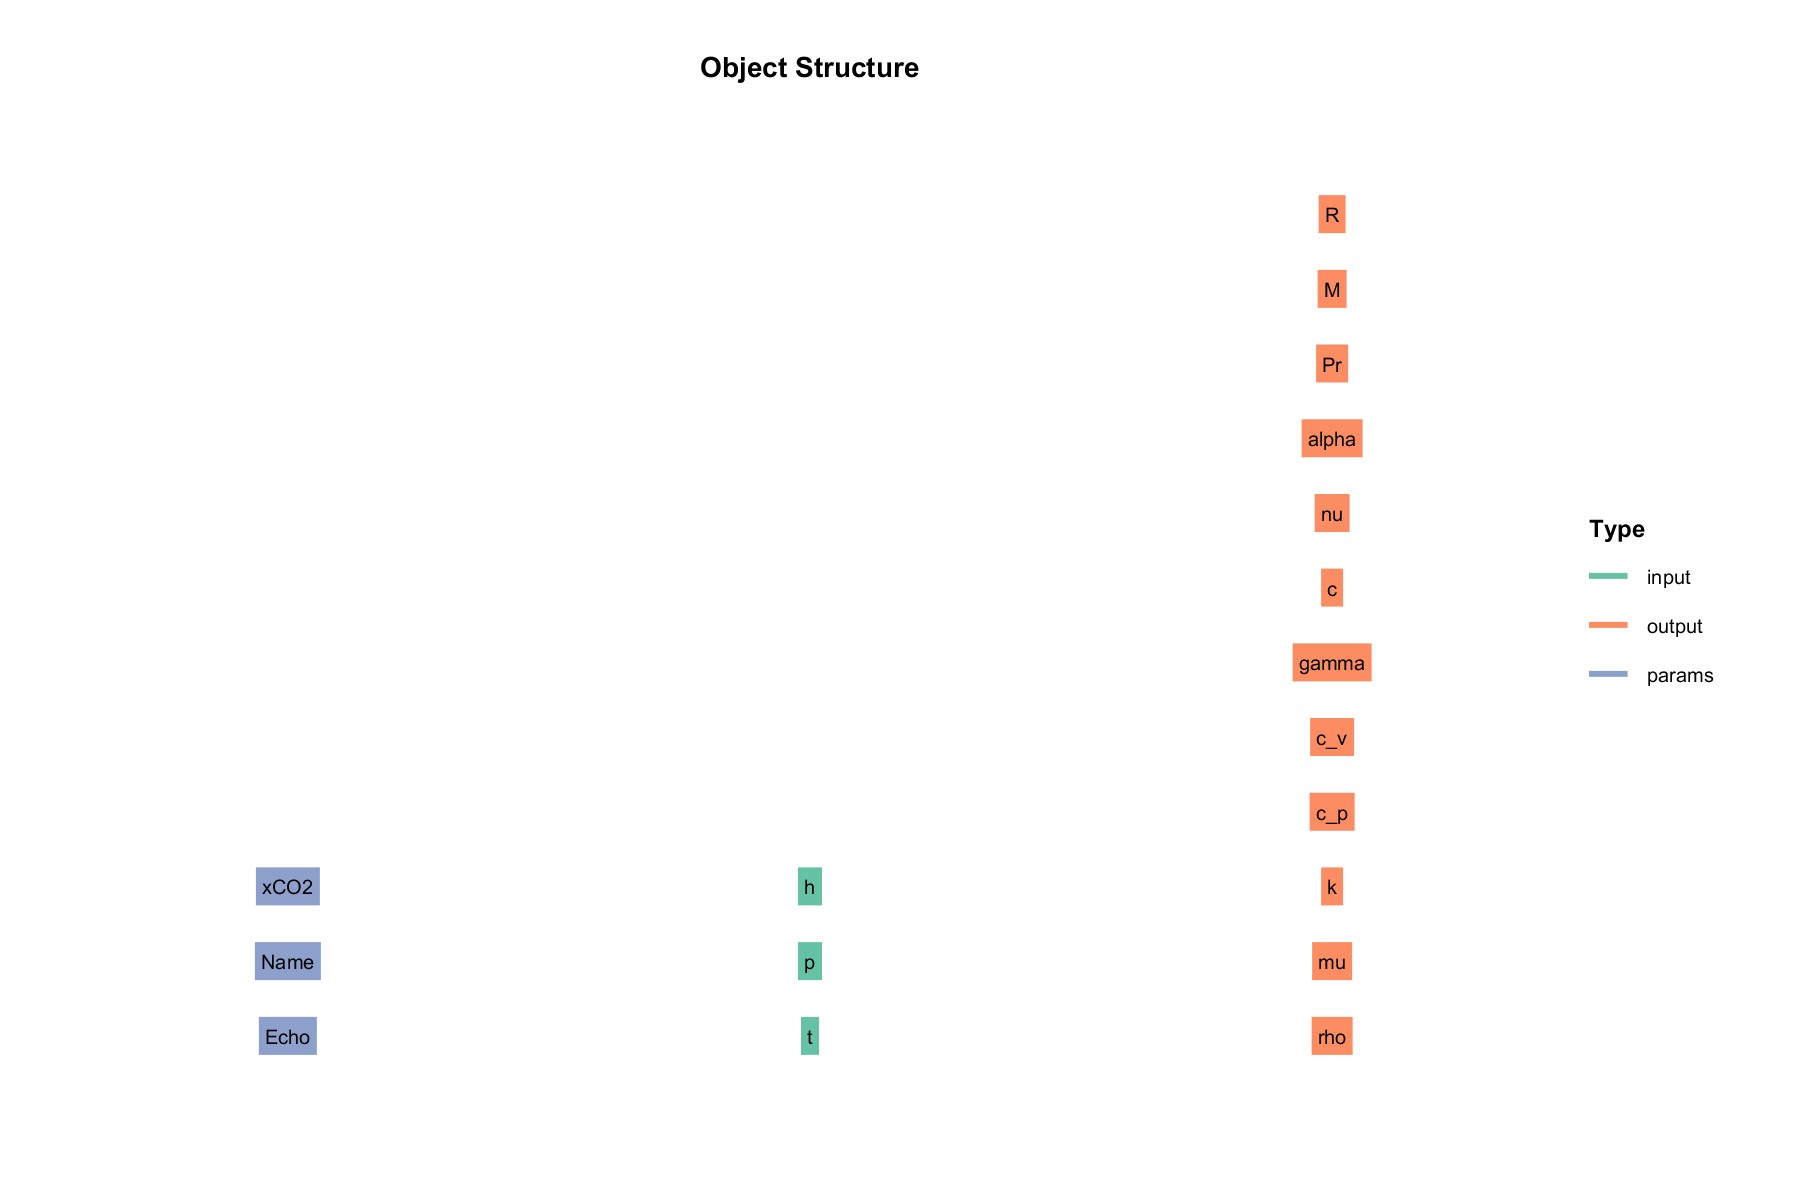 Object Structure
R
M
Pr
alpha
nu
c
gamma
c_v
c_p
xCO2
h
k
Name
p
mu
Echo
t
rho
Type
input
output
params